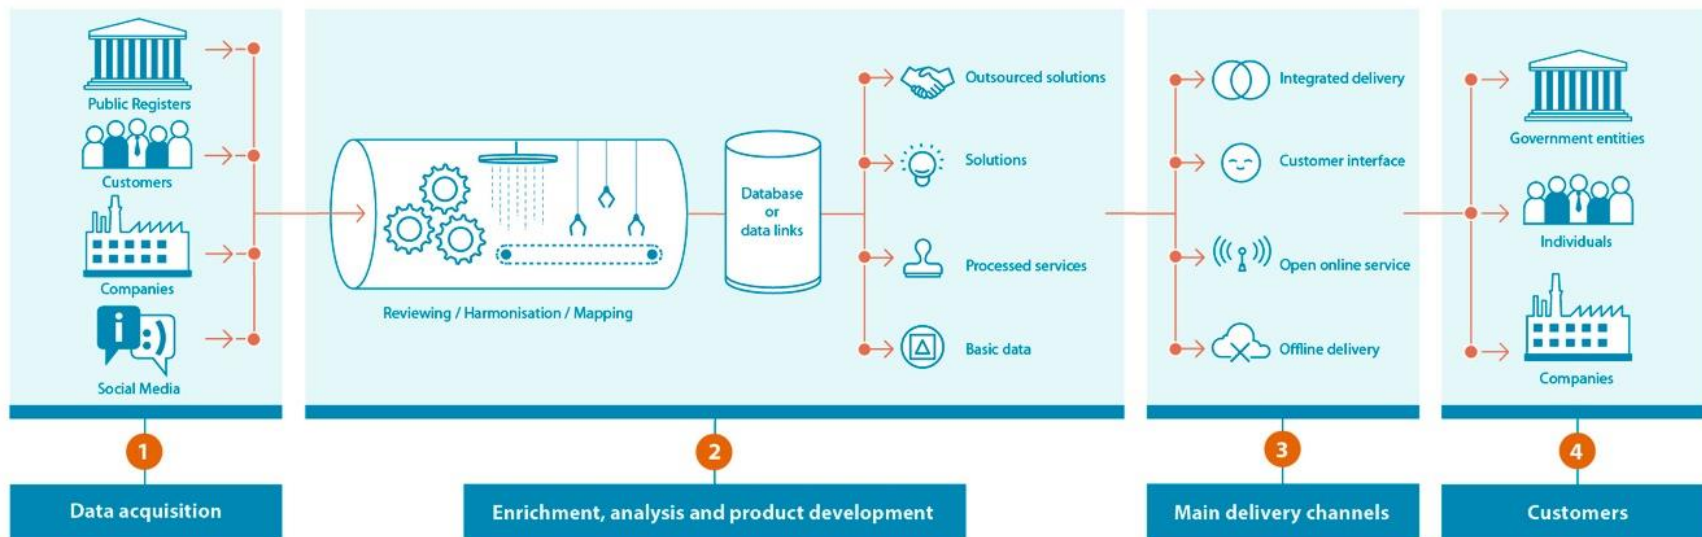 Public Registers
Customers
Companies
Social Media
Reviewing / Harmonisation / Mapping
Database
or
data links
Outsourced solutions
Solutions
Processed services
Basic data
Integrated delivery
Customer interface
Open online service
Offline delivery
Government entities
Individuals
Companies
1
2
3
4
Data acquisition
Enrichment, analysis and product development
Main delivery channels
Customers